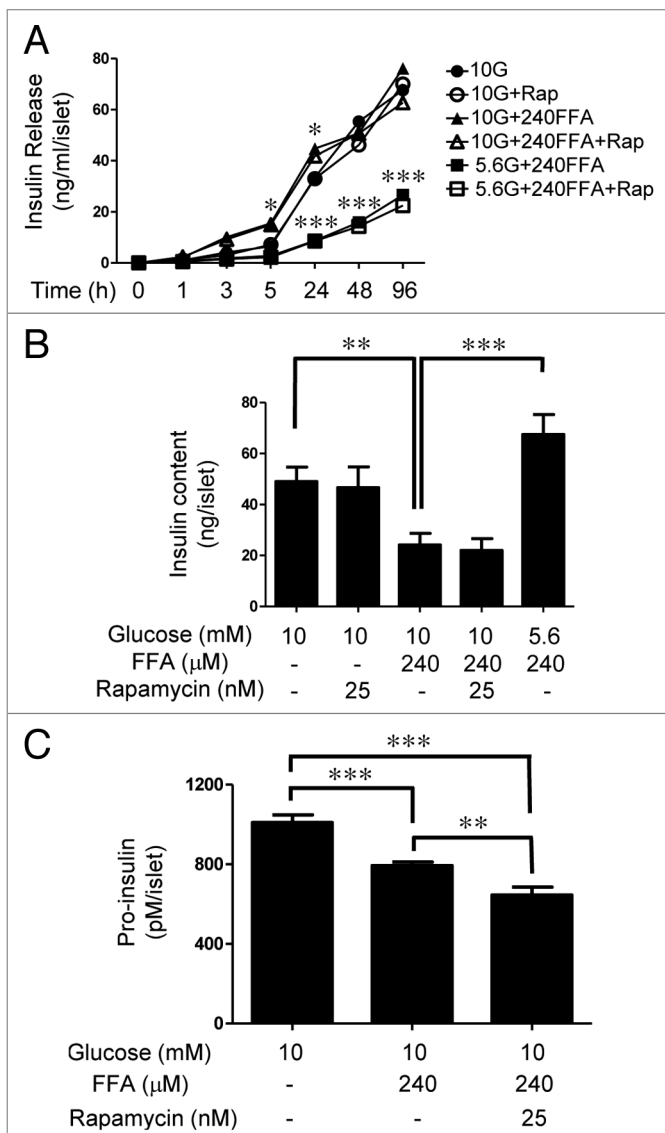 A
Insulin Release
(ng/ml/islet)
80
60
40
20
0
*
*
***
***
***
Time (h) 0 1 3 5 24 48 96
10G
10G+Rap
10G+240FFA
10G+240FFA+Rap
5.6G+240FFA
5.6G+240FFA+Rap
B
** ***
Insulin content
(ng/islet)
80
60
40
20
0
Glucose (mM) 10 10 10 10 5.6
FFA (μM) - - 240 240 240
Rapamycin (nM) - 25 - 25 -
C
***
*** **
Pro-insulin
(pM/islet)
1200
800
400
0
Glucose (mM) 10 10 10
FFA (μM) - 240 240
Rapamycin (nM) - - 25